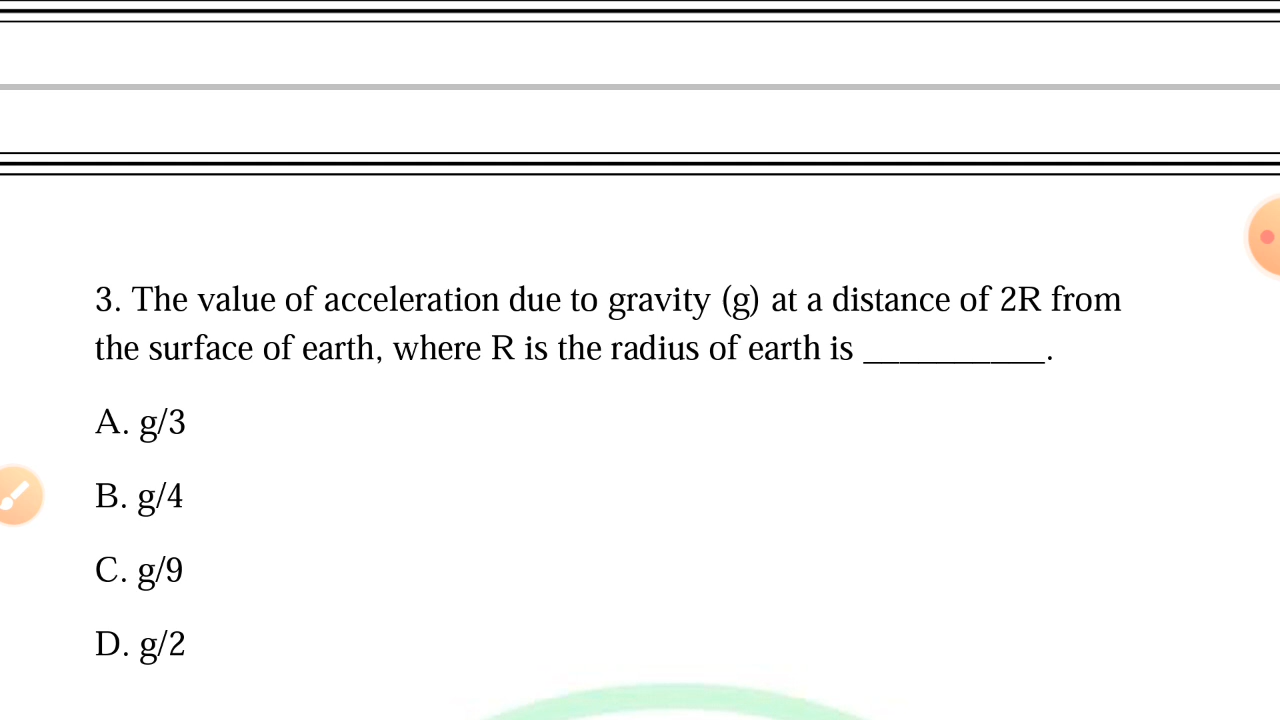 3. The value of acceleration due to gravity (g) at a distance of 2R from
the surface of earth, where R is the radius of earth is __________.
A. g/3
B. g/4
C. g/9
D. g/2